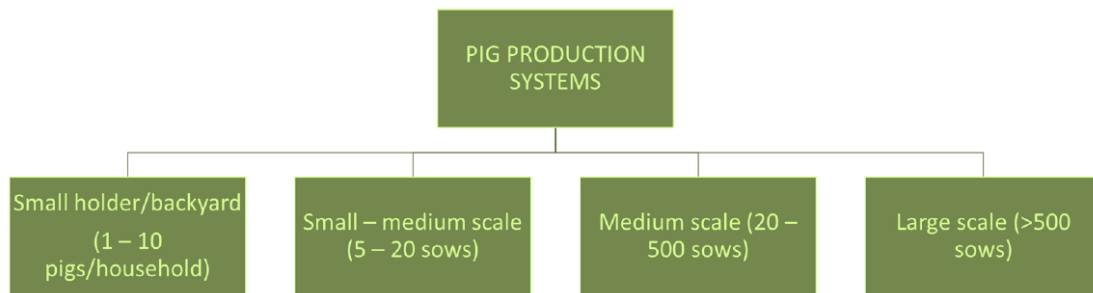 PIG PRODUCTION
SYSTEMS
Small holder/backyard
(1 – 10
pigs/household)
Small – medium scale
(5 – 20 sows)
Medium scale (20 –
500 sows)
Large scale (>500
sows)